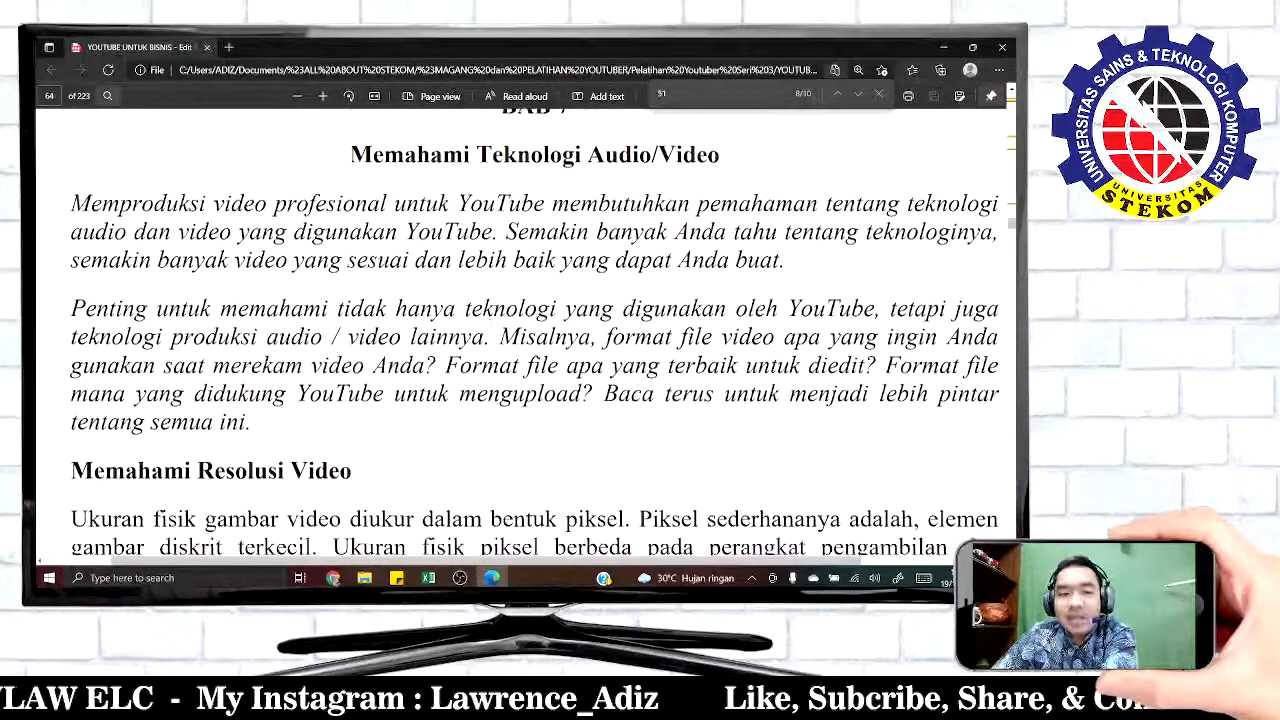 YOUTUBE UNTUK BISNIS - Edit
File C:/Users/ADIZ/Documents/%23ALL%20ABOUT%20STEKOM/%23MAGANG%20dan%20PELATIHAN%20YOUTUBER/Pelatihan%20Youtuber%20Seri%203/YOUTUB...
64 of 223 Page view Read aloud Add text 51 8/10
BAB 7
Memahami Teknologi Audio/Video
Memproduksi video profesional untuk YouTube membutuhkan pemahaman tentang teknologi
audio dan video yang digunakan YouTube. Semakin banyak Anda tahu tentang teknologinya,
semakin banyak video yang sesuai dan lebih baik yang dapat Anda buat.
Penting untuk memahami tidak hanya teknologi yang digunakan oleh YouTube, tetapi juga
teknologi produksi audio / video lainnya. Misalnya, format file video apa yang ingin Anda
gunakan saat merekam video Anda? Format file apa yang terbaik untuk diedit? Format file
mana yang didukung YouTube untuk mengupload? Baca terus untuk menjadi lebih pintar
tentang semua ini.
Memahami Resolusi Video
Ukuran fisik gambar video diukur dalam bentuk piksel. Piksel sederhananya adalah, elemen
gambar diskrit terkecil. Ukuran fisik piksel berbeda pada perangkat pengambilan
Type here to search 30°C Hujan ringan 19/
UNIVERSITAS SAINS & TEKNOLOGI KOMPUTER
UNIVERSITAS
STEKOM
LAW ELC - My Instagram : Lawrence_Adiz Like, Subcribe, Share, &